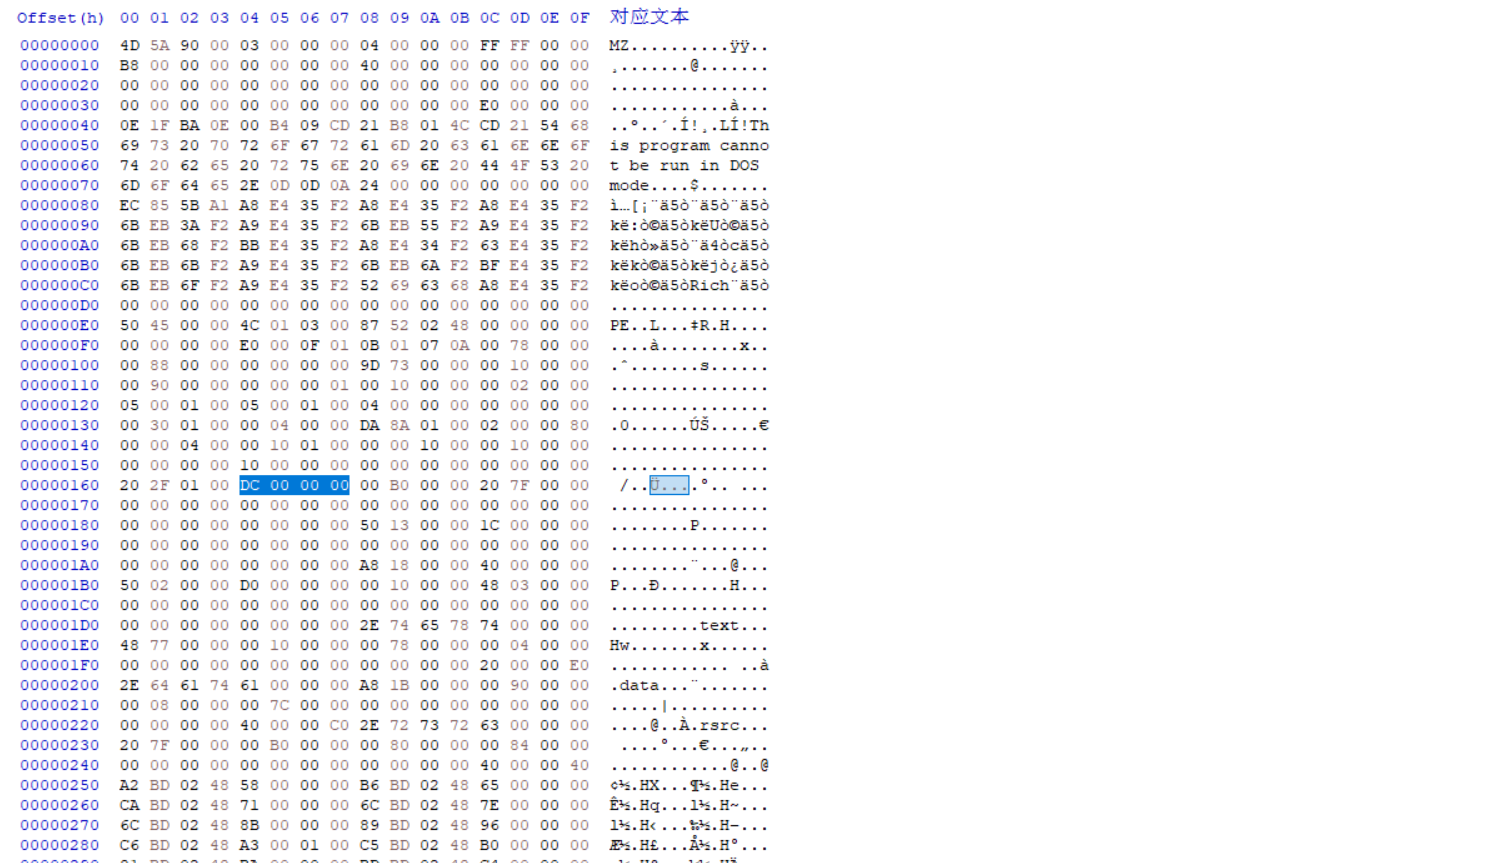 Offset(h) 00 01 02 03 04 05 06 07 08 09 0A 0B 0C 0D 0E 0F 对应文本
00000000 4D 5A 90 00 03 00 00 00 04 00 00 00 FF FF 00 00 MZ..........ÿÿ..
00000010 B8 00 00 00 00 00 00 00 40 00 00 00 00 00 00 00 ¸.......@.......
00000020 00 00 00 00 00 00 00 00 00 00 00 00 00 00 00 00 ................
00000030 00 00 00 00 00 00 00 00 00 00 00 00 E0 00 00 00 ............à...
00000040 0E 1F BA 0E 00 B4 09 CD 21 B8 01 4C CD 21 54 68 ..º..´.Í!¸.LÍ!Th
00000050 69 73 20 70 72 6F 67 72 61 6D 20 63 61 6E 6E 6F is program canno
00000060 74 20 62 65 20 72 75 6E 20 69 6E 20 44 4F 53 20 t be run in DOS
00000070 6D 6F 64 65 2E 0D 0D 0A 24 00 00 00 00 00 00 00 mode....$.......
00000080 EC 85 5B A1 A8 E4 35 F2 A8 E4 35 F2 A8 E4 35 F2 ì…[¡¨ä5ò¨ä5ò¨ä5ò
00000090 6B EB 3A F2 A9 E4 35 F2 6B EB 55 F2 A9 E4 35 F2 kë:ò©ä5òkëUò©ä5ò
000000A0 6B EB 68 F2 BB E4 35 F2 A8 E4 34 F2 63 E4 35 F2 këhò»ä5ò¨ä4òcä5ò
000000B0 6B EB 6B F2 A9 E4 35 F2 6B EB 6A F2 BF E4 35 F2 këkò©ä5òkëjò¿ä5ò
000000C0 6B EB 6F F2 A9 E4 35 F2 52 69 63 68 A8 E4 35 F2 këoò©ä5òRich¨ä5ò
000000D0 00 00 00 00 00 00 00 00 00 00 00 00 00 00 00 00 ................
000000E0 50 45 00 00 4C 01 03 00 87 52 02 48 00 00 00 00 PE..L...‡R.H....
000000F0 00 00 00 00 E0 00 0F 01 0B 01 07 0A 00 78 00 00 ....à........x..
00000100 00 88 00 00 00 00 00 00 9D 73 00 00 00 10 00 00 .ˆ.......s......
00000110 00 90 00 00 00 00 00 01 00 10 00 00 00 02 00 00 ................
00000120 05 00 01 00 05 00 01 00 04 00 00 00 00 00 00 00 ................
00000130 00 30 01 00 00 04 00 00 DA 8A 01 00 02 00 00 80 .0......ÚŠ.....€
00000140 00 00 04 00 00 10 01 00 00 00 10 00 00 10 00 00 ................
00000150 00 00 00 00 10 00 00 00 00 00 00 00 00 00 00 00 ................
00000160 20 2F 01 00 DC 00 00 00 00 B0 00 00 20 7F 00 00 /..Ü....°.. ...
00000170 00 00 00 00 00 00 00 00 00 00 00 00 00 00 00 00 ................
00000180 00 00 00 00 00 00 00 00 50 13 00 00 1C 00 00 00 ........P.......
00000190 00 00 00 00 00 00 00 00 00 00 00 00 00 00 00 00 ................
000001A0 00 00 00 00 00 00 00 00 A8 18 00 00 40 00 00 00 ........¨...@...
000001B0 50 02 00 00 D0 00 00 00 00 10 00 00 48 03 00 00 P...Ð.......H...
000001C0 00 00 00 00 00 00 00 00 00 00 00 00 00 00 00 00 ................
000001D0 00 00 00 00 00 00 00 00 2E 74 65 78 74 00 00 00 .........text...
000001E0 48 77 00 00 00 10 00 00 00 78 00 00 00 04 00 00 Hw.......x......
000001F0 00 00 00 00 00 00 00 00 00 00 00 00 20 00 00 E0 ............ ..à
00000200 2E 64 61 74 61 00 00 00 A8 1B 00 00 00 90 00 00 .data...¨.......
00000210 00 08 00 00 00 7C 00 00 00 00 00 00 00 00 00 00 .....|..........
00000220 00 00 00 00 40 00 00 C0 2E 72 73 72 63 00 00 00 ....@..À.rsrc...
00000230 20 7F 00 00 00 B0 00 00 00 80 00 00 00 84 00 00 ....°...€...„..
00000240 00 00 00 00 00 00 00 00 00 00 00 00 40 00 00 40 ............@..@
00000250 A2 BD 02 48 58 00 00 00 B6 BD 02 48 65 00 00 00 ¢½.HX...¶½.He...
00000260 CA BD 02 48 71 00 00 00 6C BD 02 48 7E 00 00 00 Ê½.Hq...l½.H~...
00000270 6C BD 02 48 8B 00 00 00 89 BD 02 48 96 00 00 00 l½.H‹...‰½.H–...
00000280 C6 BD 02 48 A3 00 01 00 C5 BD 02 48 B0 00 00 00 Æ½.H£...Å½.H°...